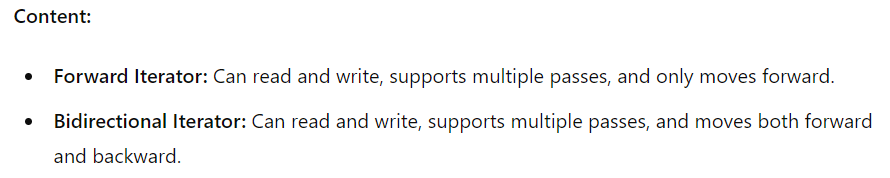 Content:
Forward Iterator: Can read and write, supports multiple passes, and only moves forward.
Bidirectional Iterator: Can read and write, supports multiple passes, and moves both forward
and backward.